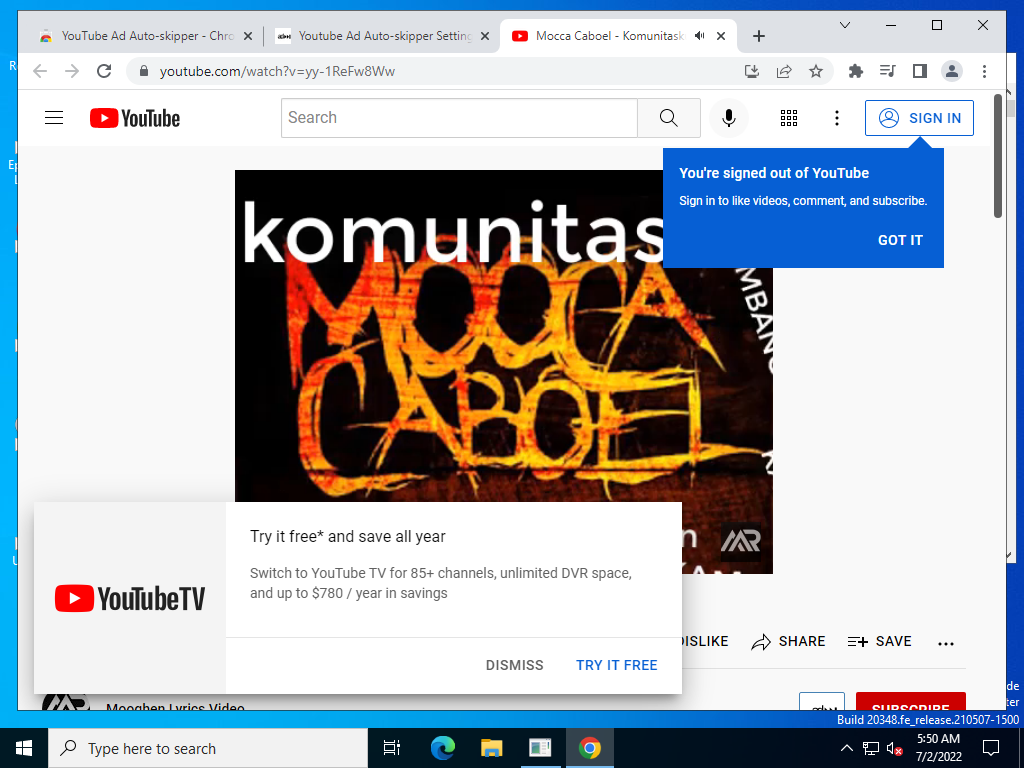 YouTube Ad Auto-skipper - Chro
Youtube Ad Auto-skipper Setting
Mocca Caboel - Komunitask
youtube.com/watch?v=yy-1ReFw8Ww
YouTube
Search
SIGN IN
You're signed out of YouTube
Sign in to like videos, comment, and subscribe.
GOT IT
komunitas
MOCCA
CABOEL
MBANG
Try it free* and save all year
Switch to YouTube TV for 85+ channels, unlimited DVR space,
and up to $780 / year in savings
YouTubeTV
DISMISS
TRY IT FREE
DISLIKE
SHARE
SAVE
Mooghen Lyrics Video
SUBSCRIBE
Build 20348.fe_release.210507-1500
Type here to search
5:50 AM
7/2/2022